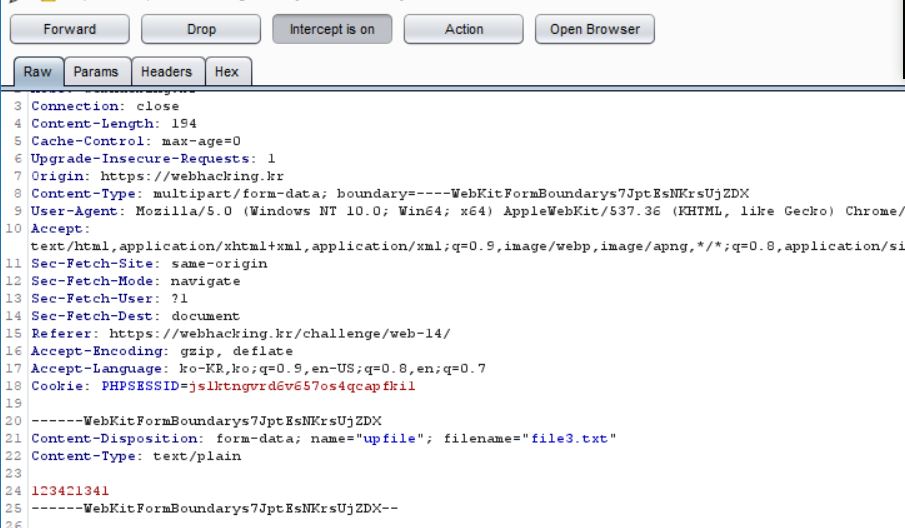 Forward Drop Intercept is on Action Open Browser
Raw Params Headers Hex
3 Connection: close
4 Content-Length: 194
5 Cache-Control: max-age=0
6 Upgrade-Insecure-Requests: 1
7 Origin: https://webhacking.kr
8 Content-Type: multipart/form-data; boundary=----WebKitFormBoundarys7JptEsNKrsUjZDX
9 User-Agent: Mozilla/5.0 (Windows NT 10.0; Win64; x64) AppleWebKit/537.36 (KHTML, like Gecko) Chrome/
10 Accept:
text/html,application/xhtml+xml,application/xml;q=0.9,image/webp,image/apng,*/*;q=0.8,application/si
11 Sec-Fetch-Site: same-origin
12 Sec-Fetch-Mode: navigate
13 Sec-Fetch-User: ?1
14 Sec-Fetch-Dest: document
15 Referer: https://webhacking.kr/challenge/web-14/
16 Accept-Encoding: gzip, deflate
17 Accept-Language: ko-KR,ko;q=0.9,en-US;q=0.8,en;q=0.7
18 Cookie: PHPSESSID=jslktngvrd6v657os4qcapfkil
19
20 ------WebKitFormBoundarys7JptEsNKrsUjZDX
21 Content-Disposition: form-data; name="upfile"; filename="file3.txt"
22 Content-Type: text/plain
23
24 123421341
25 ------WebKitFormBoundarys7JptEsNKrsUjZDX--
26